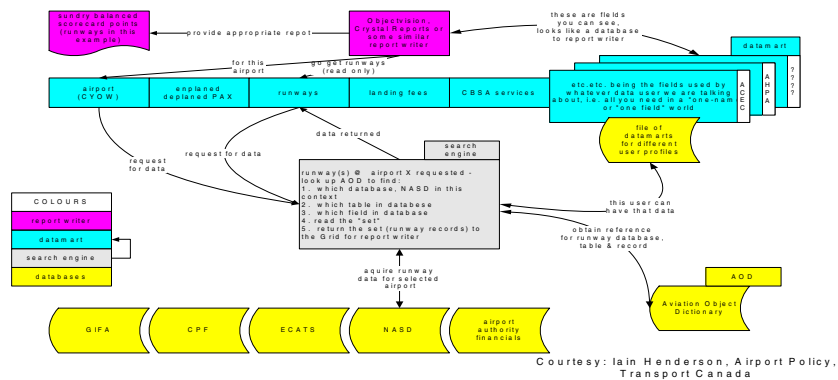 sundry balanced
scorecard points
(runways in this
example)
provide appropriate repot
Objectivision,
Crystal Reports or
some similar
report writer
these are fields
you can see,
looks like a database
to report writer
for this
airport
go get runways
(read only)
datamart
airport
(CYOW)
enplaned
deplaned PAX
runways
landing fees
CBSA services
etc.etc. being the fields used by
whatever data user we are talking
about, i.e. all you need in a "one-nam
or "one field" world
ACEC
AHPA
????
file of
datamarts
for different
user profiles
data returned
search
engine
request
for data
request for data
runway(s) @ airport X requested -
look up AOD to find:
1. which database, NASD in this
context
2. which table in databese
3. which field in database
4. read the "set"
5. return the set (runway records) to
the Grid for report writer
COLOURS
report writer
datamart
search engine
databases
this user can
have that data
obtain reference
for runway database,
table & record
aquire runway
data for selected
airport
AOD
Aviation Object
Dictionary
GIFA
CPF
ECATS
NASD
airport
authority
financials
Courtesy: Iain Henderson, Airport Policy,
Transport Canada